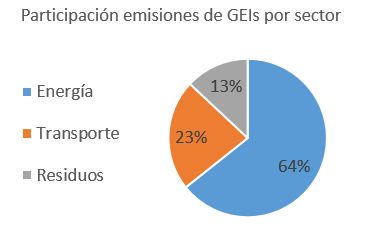 Participación emisiones de GEIs por sector
Energía
Transporte
Residuos
13%
23%
64%